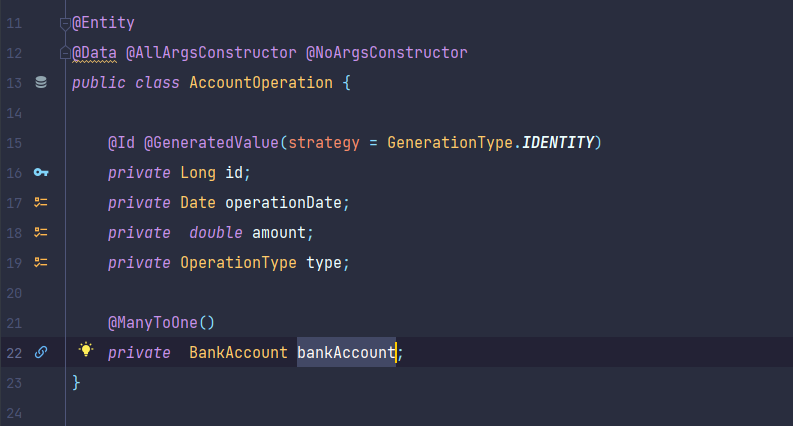 11 @Entity
12 @Data @AllArgsConstructor @NoArgsConstructor
13 public class AccountOperation {
14
15     @Id @GeneratedValue(strategy = GenerationType.IDENTITY)
16     private Long id;
17     private Date operationDate;
18     private  double amount;
19     private OperationType type;
20
21     @ManyToOne()
22     private  BankAccount bankAccount;
23 }
24